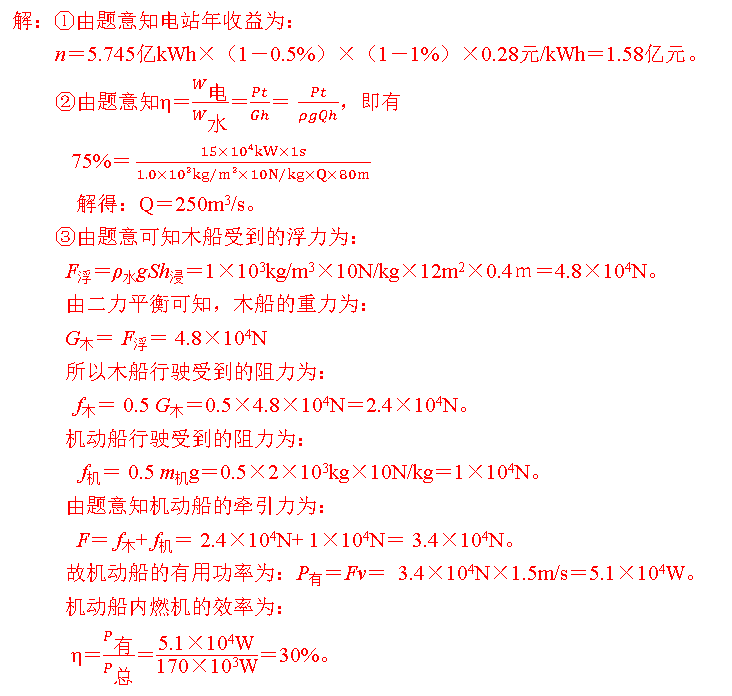 解：①由题意知电站年收益为：
n＝5.745亿kWh×（1－0.5%）×（1－1%）×0.28元/kWh＝1.58亿元。
②由题意知η＝W电/W水＝Pt/Gh＝ Pt/ρgQh，即有
75%＝ 15×10⁴kW×1s/1.0×10³kg/m³×10N/kg×Q×80m
解得：Q＝250m³/s。
③由题意可知木船受到的浮力为：
F浮＝ρ水gSh浸＝1×10³kg/m³×10N/kg×12m²×0.4m＝4.8×10⁴N。
由二力平衡可知，木船的重力为：
G木＝ F浮＝ 4.8×10⁴N
所以木船行驶受到的阻力为：
f木＝ 0.5 G木＝0.5×4.8×10⁴N＝2.4×10⁴N。
机动船行驶受到的阻力为：
f机＝ 0.5 m机g＝0.5×2×10³kg×10N/kg＝1×10⁴N。
由题意知机动船的牵引力为：
F＝ f木+ f机＝ 2.4×10⁴N+ 1×10⁴N＝ 3.4×10⁴N。
故机动船的有用功率为：P有＝Fv＝ 3.4×10⁴N×1.5m/s＝5.1×10⁴W。
机动船内燃机的效率为：
η＝P有/P总＝5.1×10⁴W/170×10³W＝30%。